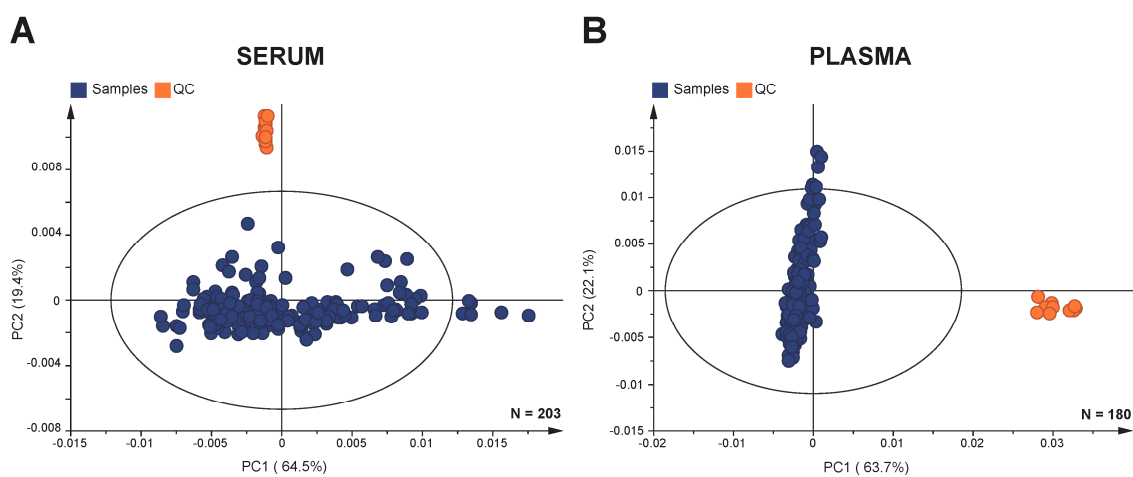 A
SERUM
Samples QC
0.008
0.004
0
-0.004
-0.008
PC2 (19.4%)
-0.015 -0.01 -0.005 0 0.005 0.01 0.015
PC1 ( 64.5%)
N = 203
B
PLASMA
Samples QC
0.015
0.01
0.005
0
-0.005
-0.01
-0.015
PC2 (22.1%)
-0.02 -0.01 0 0.01 0.02 0.03
PC1 ( 63.7%)
N = 180